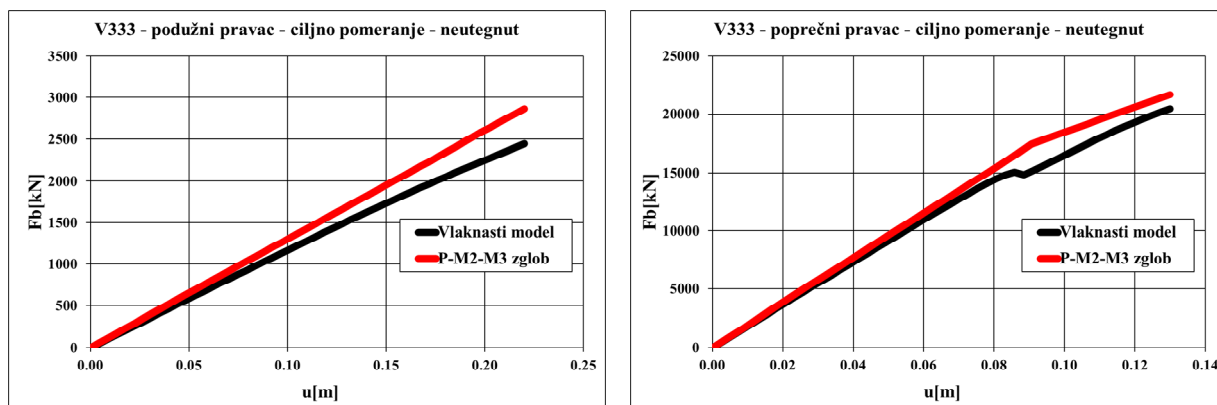 V333 - podužni pravac - ciljno pomeranje - neutegnut
3500
3000
2500
2000
1500
1000
500
0
Fb[kN]
0.00 0.05 0.10 0.15 0.20 0.25
u[m]
Vlaknasti model
P-M2-M3 zglob
V333 - poprečni pravac - ciljno pomeranje - neutegnut
25000
20000
15000
10000
5000
0
Fb[kN]
0.00 0.02 0.04 0.06 0.08 0.10 0.12 0.14
u[m]
Vlaknasti model
P-M2-M3 zglob